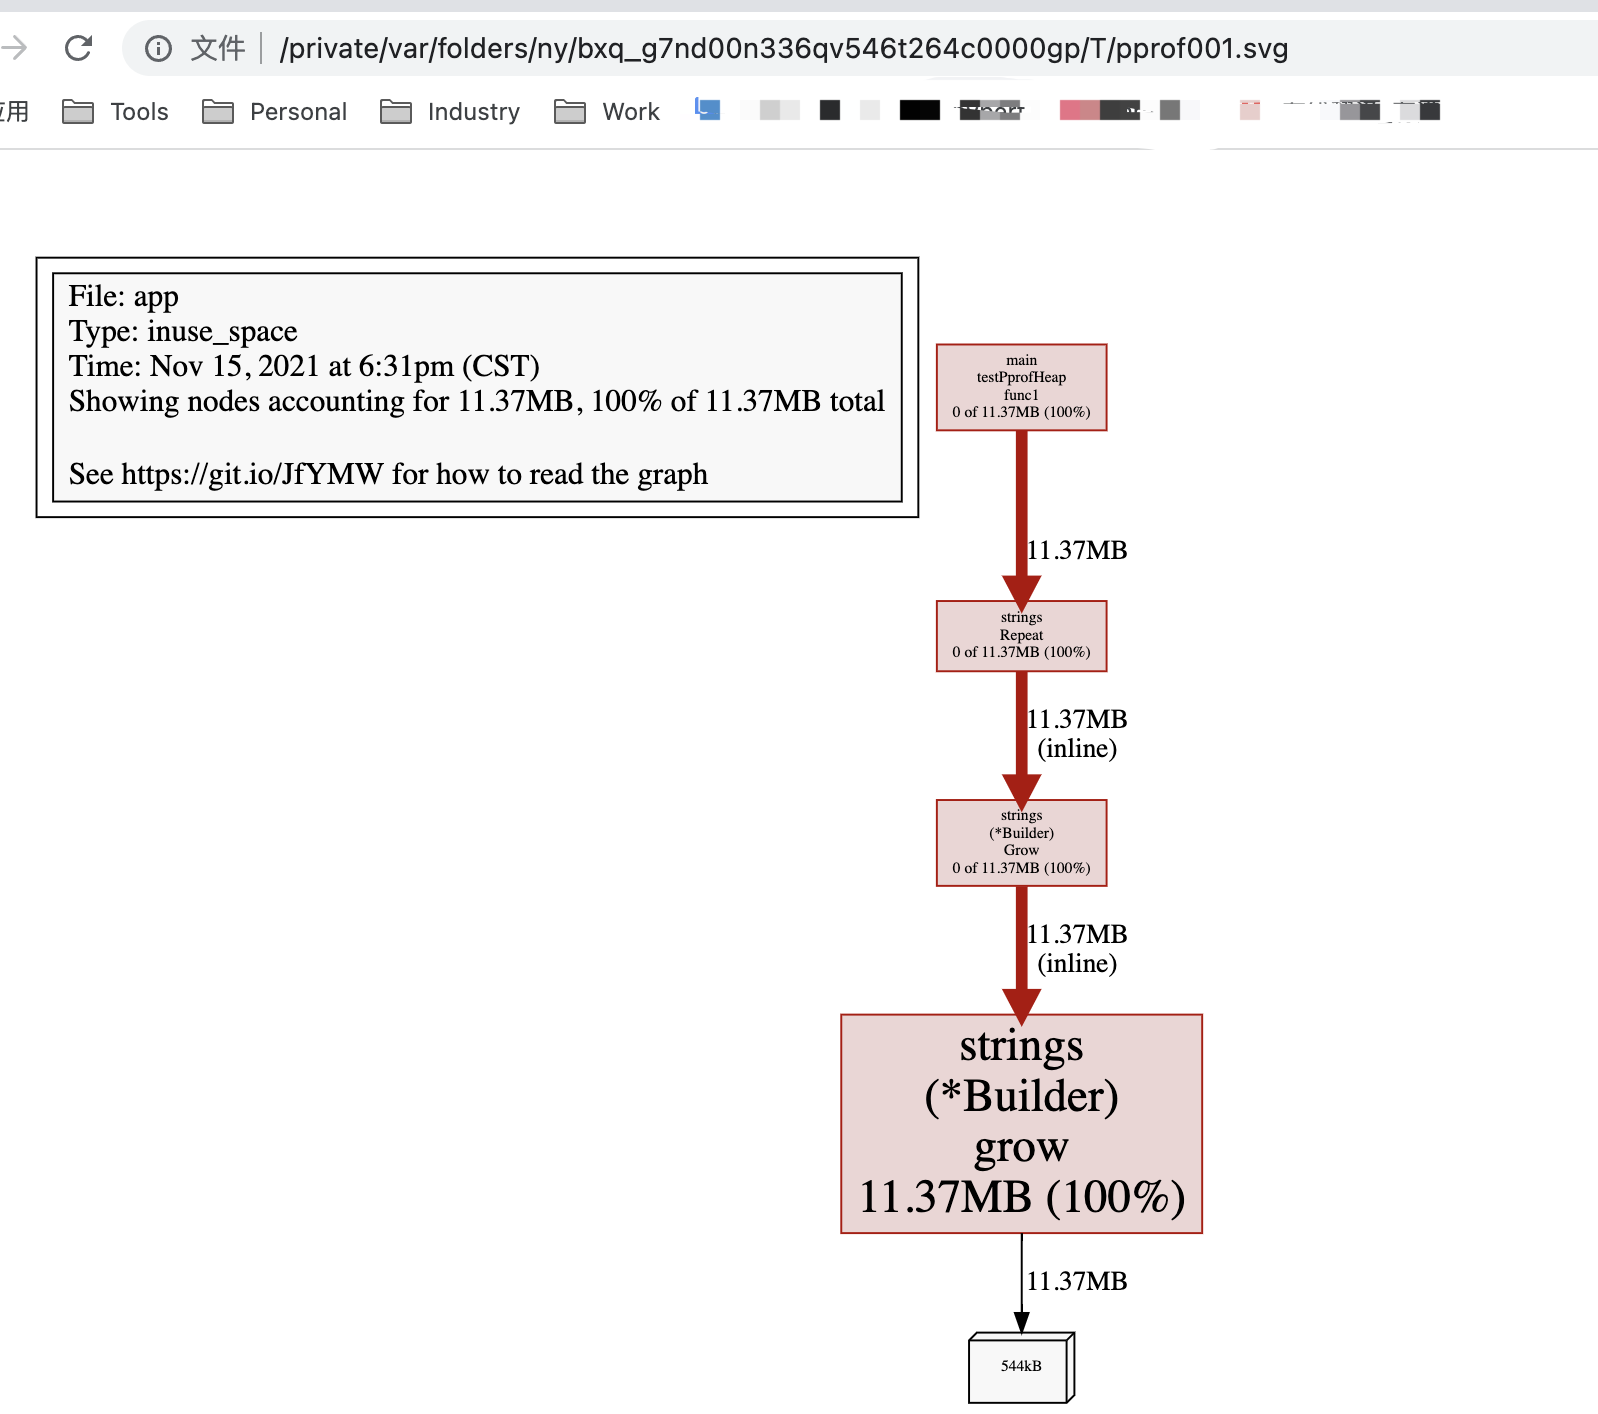 文件 /private/var/folders/ny/bxq_g7nd00n336qv546t264c0000gp/T/pprof001.svg
用 Tools Personal Industry Work
File: app
Type: inuse_space
Time: Nov 15, 2021 at 6:31pm (CST)
Showing nodes accounting for 11.37MB, 100% of 11.37MB total
See https://git.io/JfYMW for how to read the graph
main
testPprofHeap
func1
0 of 11.37MB (100%)
11.37MB
strings
Repeat
0 of 11.37MB (100%)
11.37MB
(inline)
strings
(*Builder)
Grow
0 of 11.37MB (100%)
11.37MB
(inline)
strings
(*Builder)
grow
11.37MB (100%)
11.37MB
544kB